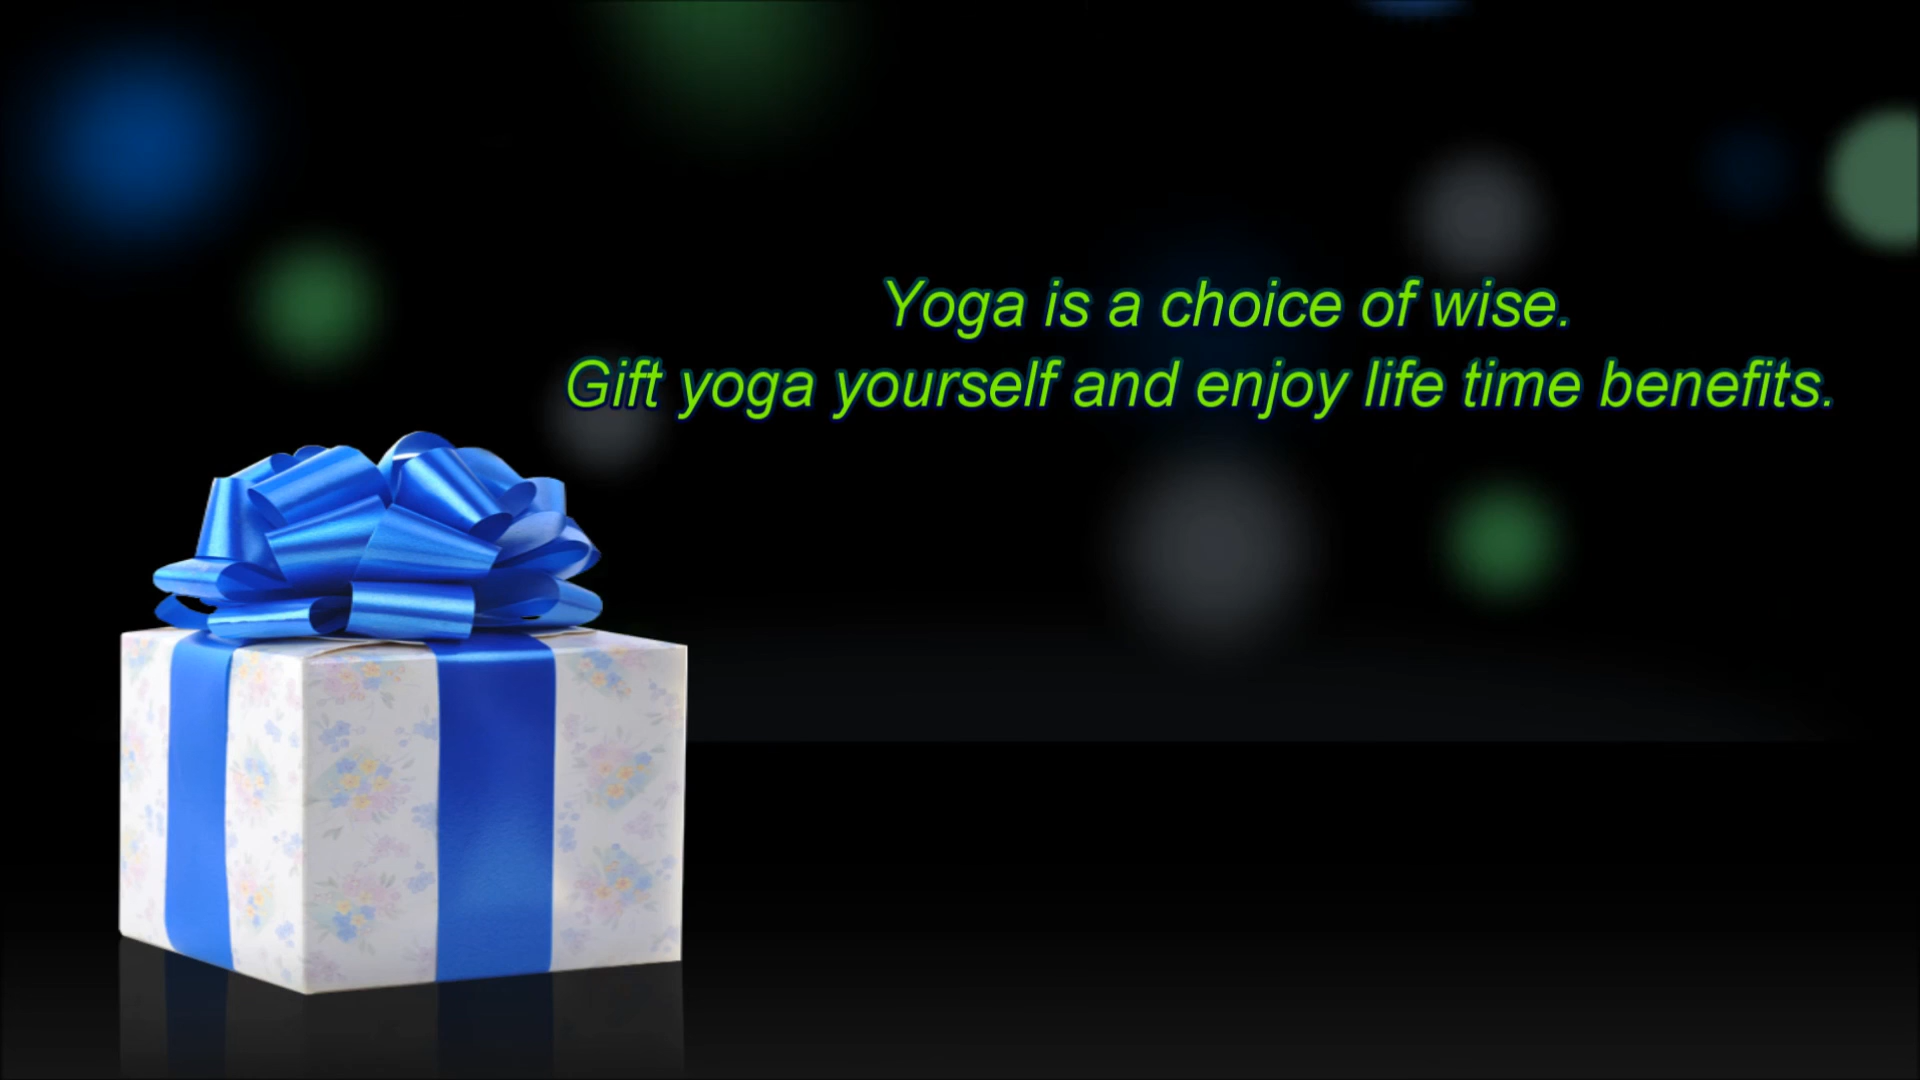 Yoga is a choice of wise.
Gift yoga yourself and enjoy life time benefits.